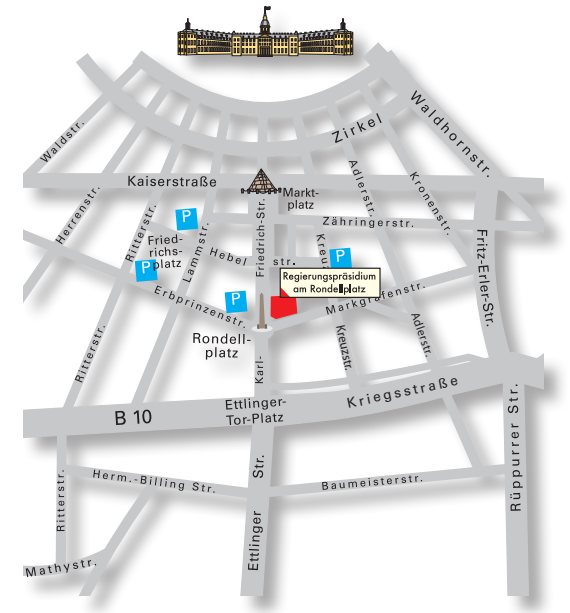 Zirkel
Waldhornstr.
Waldstr.
Kaiserstraße
Markt-
platz
Adlerstr.
Kronenstr.
Herrenstr.
Ritterstr.
P
Lammstr.
Friedrich-Str.
Zähringerstr.
Fried-
richs-
platz
P
Hebel str.
Kreuz
P
Fritz-Erler-Str.
Regierungspräsidium
am Rondellplatz
Erbprinzenstr.
P
Markgrafenstr.
Rondell-
platz
Karl-
Kreuzstr.
Adlerstr.
Ritterstr.
Kriegsstraße
B 10
Ettlinger-
Tor-Platz
Rüppurrer Str.
Herm.-Billing Str.
Baumeisterstr.
Ritterstr.
Ettlinger Str.
Mathystr.